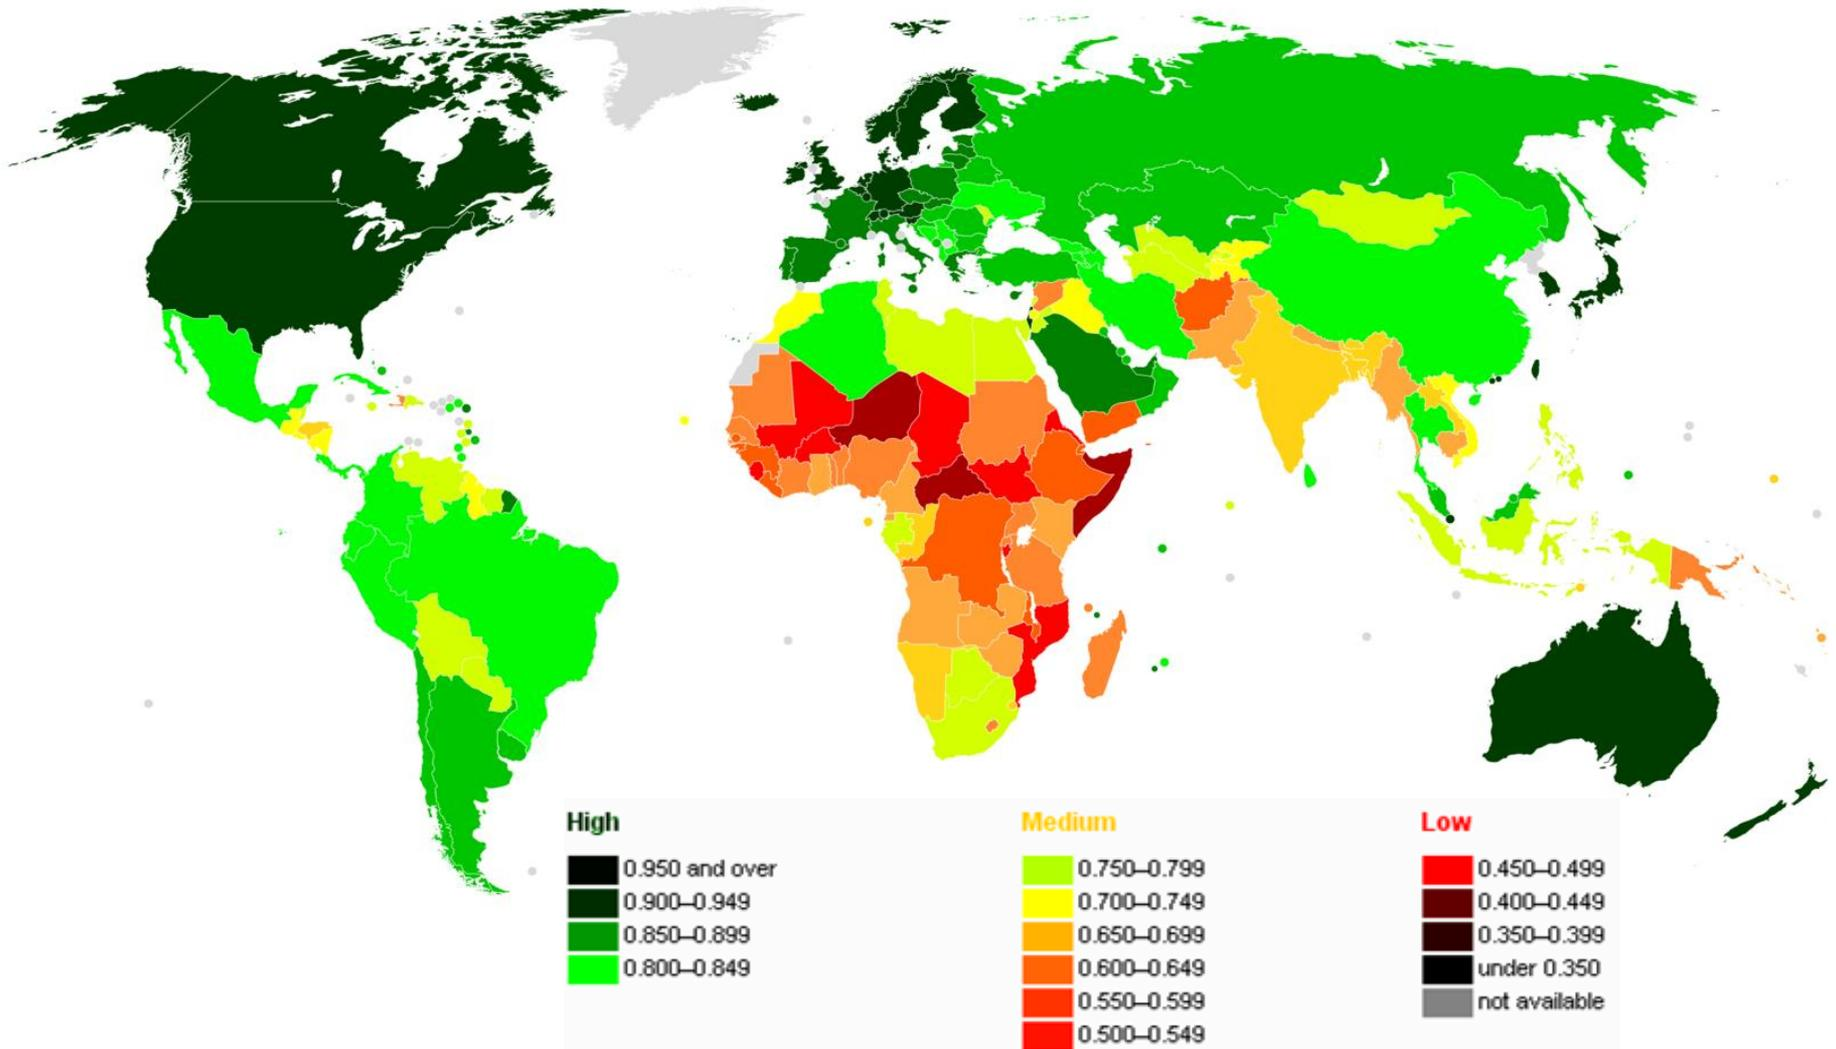 High
0.950 and over
0.900–0.949
0.850–0.899
0.800–0.849
Medium
0.750–0.799
0.700–0.749
0.650–0.699
0.600–0.649
0.550–0.599
0.500–0.549
Low
0.450–0.499
0.400–0.449
0.350–0.399
under 0.350
not available